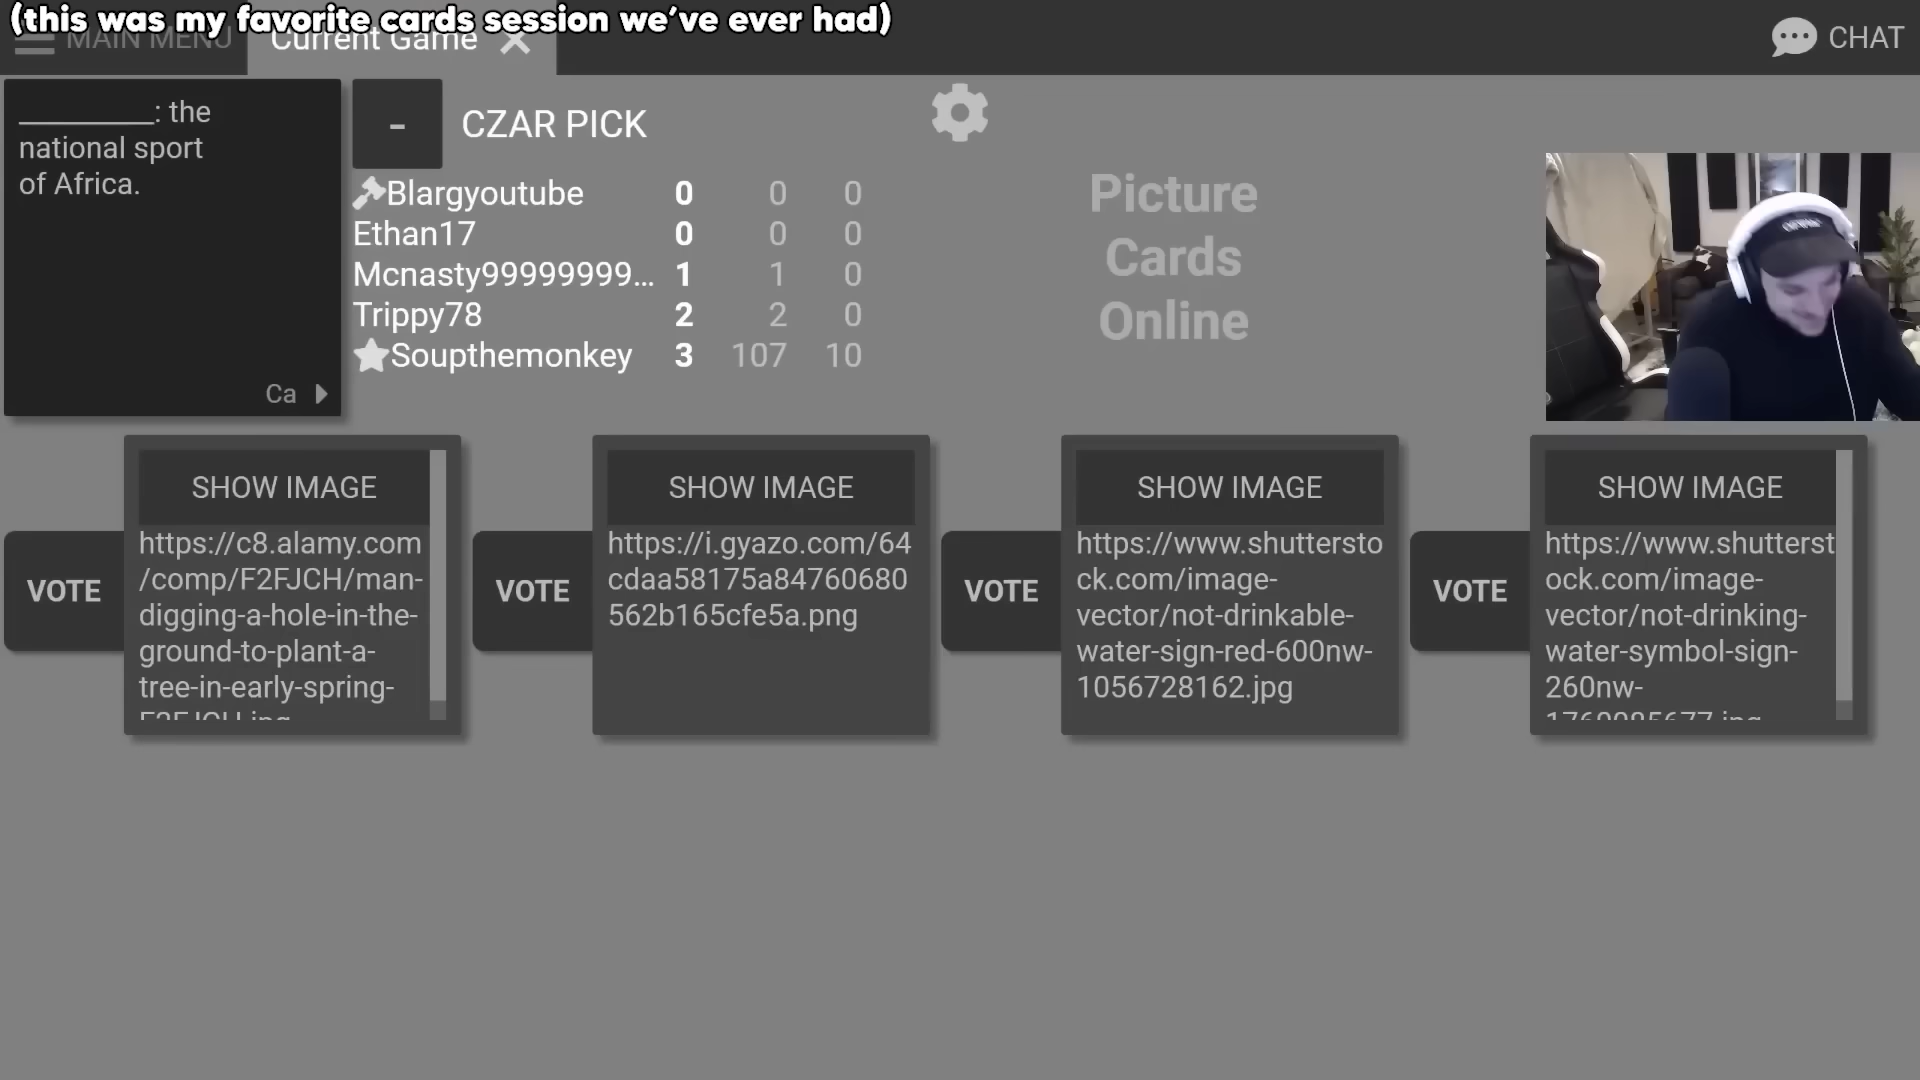 (this was my favorite cards session we've ever had)
MAIN MENU
Current Game
CHAT
__________: the
national sport
of Africa.
Ca
-
CZAR PICK
Blargyoutube 0 0 0
Ethan17 0 0 0
Mcnasty99999999... 1 1 0
Trippy78 2 2 0
Soupthemonkey 3 107 10
Picture
Cards
Online
VOTE
SHOW IMAGE
https://c8.alamy.com
/comp/F2FJCH/man-
digging-a-hole-in-the-
ground-to-plant-a-
tree-in-early-spring-
F2FJCH.jpg
VOTE
SHOW IMAGE
https://i.gyazo.com/64
cdaa58175a84760680
562b165cfe5a.png
VOTE
SHOW IMAGE
https://www.shuttersto
ck.com/image-
vector/not-drinkable-
water-sign-red-600nw-
1056728162.jpg
VOTE
SHOW IMAGE
https://www.shutterst
ock.com/image-
vector/not-drinking-
water-symbol-sign-
260nw-